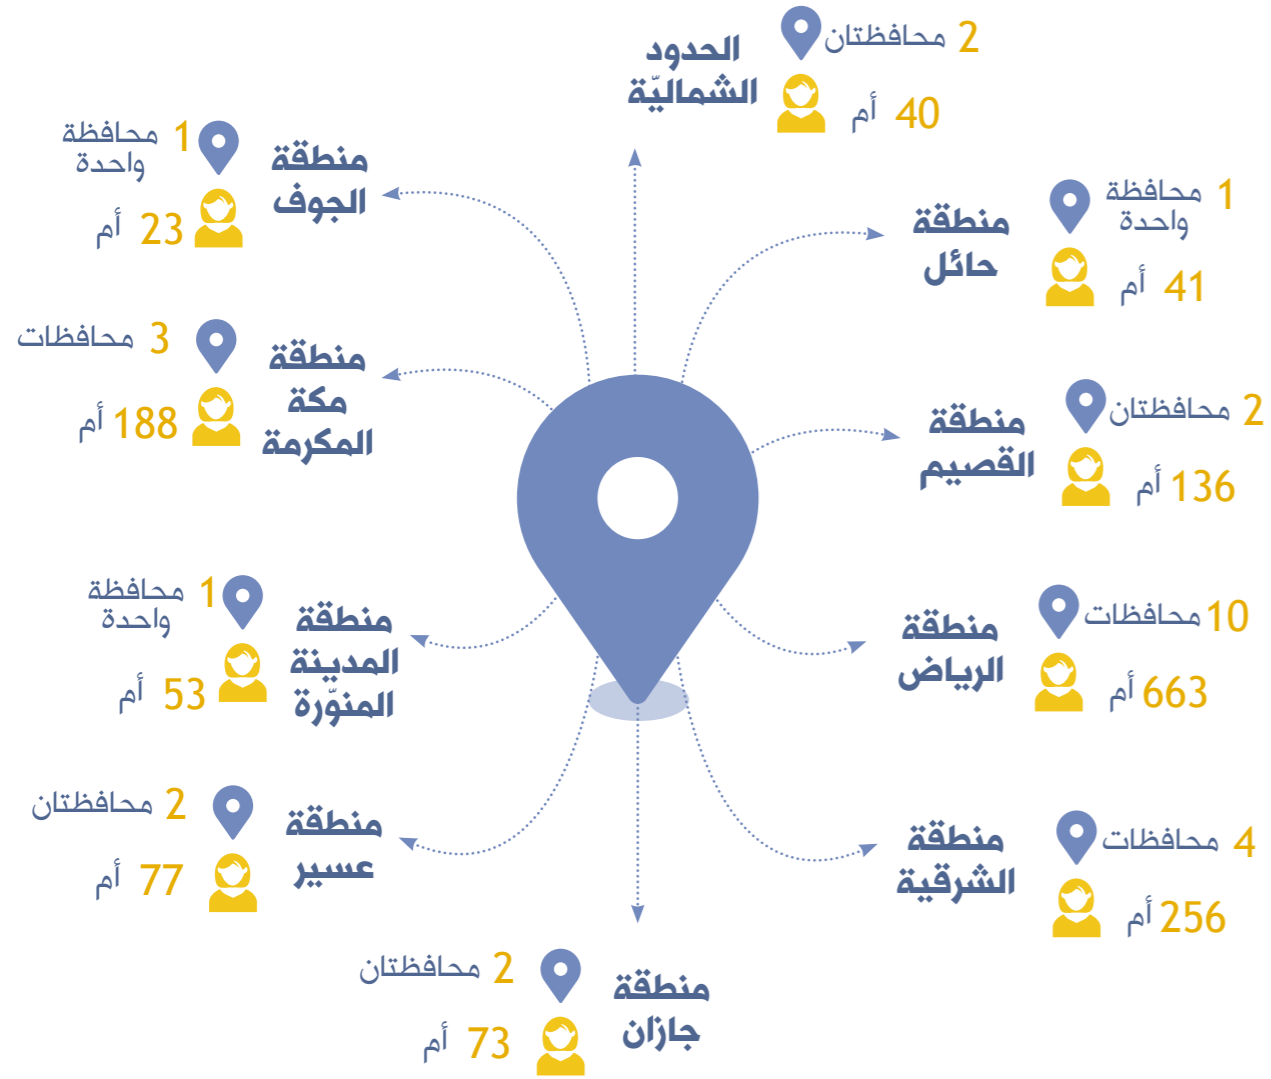 الحدود
الشماليّة
2 محافظتان
40 أم
منطقة
حائل
1 محافظة
واحدة
41 أم
منطقة
القصيم
2 محافظتان
136 أم
منطقة
الرياض
10 محافظات
663 أم
منطقة
الشرقية
4 محافظات
256 أم
منطقة
جازان
2 محافظتان
73 أم
منطقة
عسير
2 محافظتان
77 أم
منطقة
المدينة
المنوّرة
1 محافظة
واحدة
53 أم
منطقة
مكة
المكرمة
3 محافظات
188 أم
منطقة
الجوف
1 محافظة
واحدة
23 أم